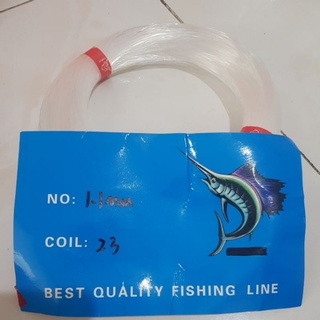 NO:
COIL: 23
BEST QUALITY FISHING LINE